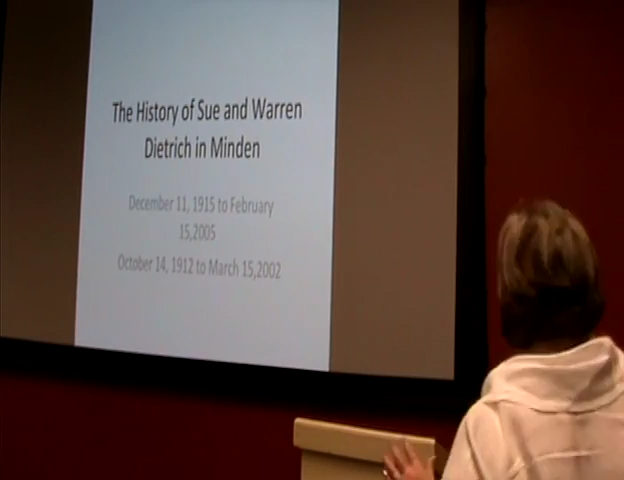 The History of Sue and Warren
Dietrich in Minden
December 11, 1915 to February
15,2005
October 14, 1912 to March 15,2002